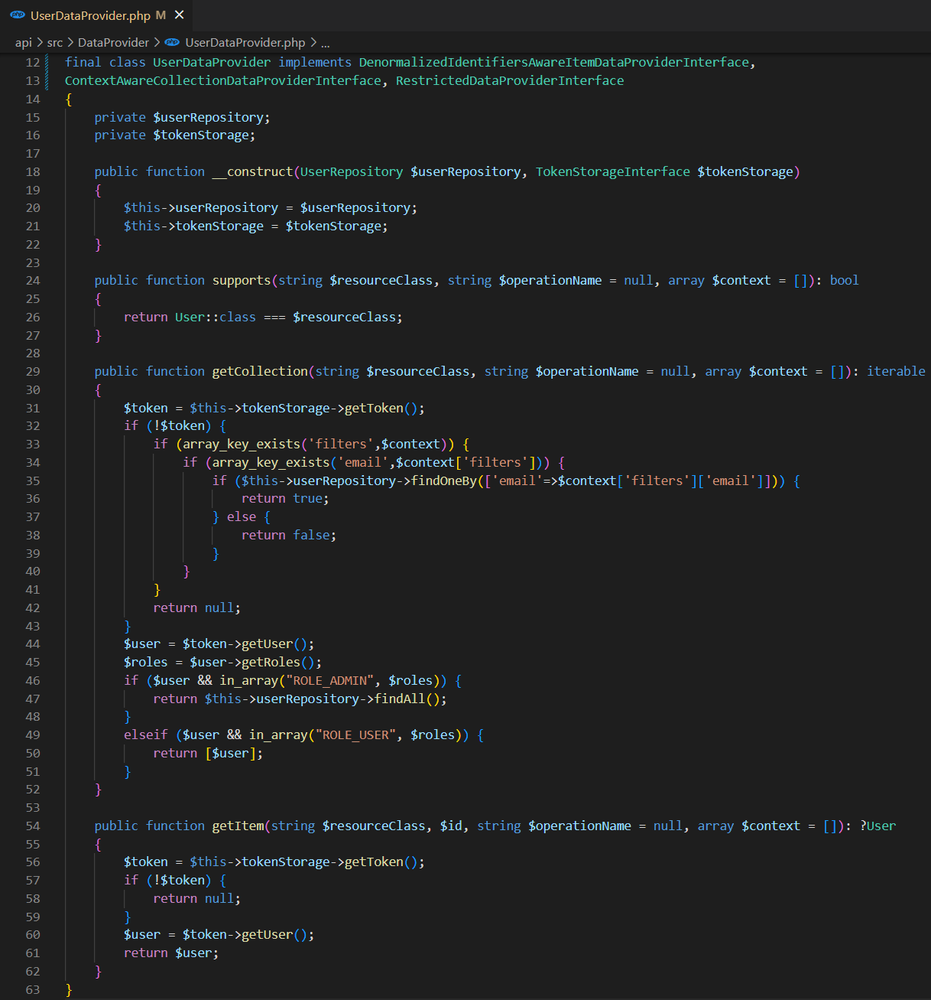 php UserDataProvider.php M ×
api > src > DataProvider > php UserDataProvider.php > ...
12 final class UserDataProvider implements DenormalizedIdentifiersAwareItemDataProviderInterface,
13 ContextAwareCollectionDataProviderInterface, RestrictedDataProviderInterface
14 {
15     private $userRepository;
16     private $tokenStorage;
17
18     public function __construct(UserRepository $userRepository, TokenStorageInterface $tokenStorage)
19     {
20         $this->userRepository = $userRepository;
21         $this->tokenStorage = $tokenStorage;
22     }
23
24     public function supports(string $resourceClass, string $operationName = null, array $context = []): bool
25     {
26         return User::class === $resourceClass;
27     }
28
29     public function getCollection(string $resourceClass, string $operationName = null, array $context = []): iterable
30     {
31         $token = $this->tokenStorage->getToken();
32         if (!$token) {
33             if (array_key_exists('filters',$context)) {
34                 if (array_key_exists('email',$context['filters'])) {
35                     if ($this->userRepository->findOneBy(['email'=>$context['filters']['email']])) {
36                         return true;
37                     } else {
38                         return false;
39                     }
40                 }
41             }
42             return null;
43         }
44         $user = $token->getUser();
45         $roles = $user->getRoles();
46         if ($user && in_array("ROLE_ADMIN", $roles)) {
47             return $this->userRepository->findAll();
48         }
49         elseif ($user && in_array("ROLE_USER", $roles)) {
50             return [$user];
51         }
52     }
53
54     public function getItem(string $resourceClass, $id, string $operationName = null, array $context = []): ?User
55     {
56         $token = $this->tokenStorage->getToken();
57         if (!$token) {
58             return null;
59         }
60         $user = $token->getUser();
61         return $user;
62     }
63 }